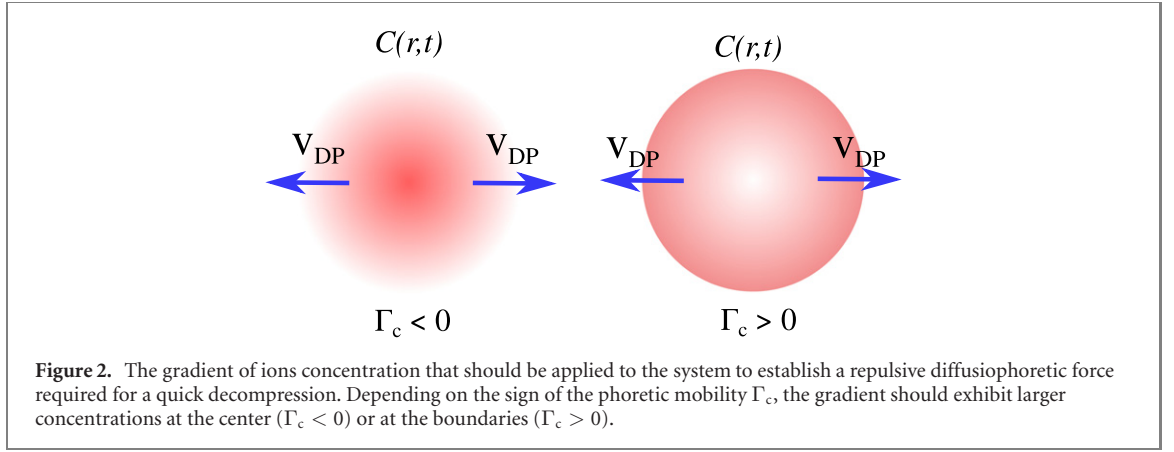 C(r,t)
C(r,t)
V_DP
V_DP
V_DP
V_DP
Γ_c < 0
Γ_c > 0
Figure 2. The gradient of ions concentration that should be applied to the system to establish a repulsive diffusiophoretic force
required for a quick decompression. Depending on the sign of the phoretic mobility Γ_c, the gradient should exhibit larger
concentrations at the center (Γ_c < 0) or at the boundaries (Γ_c > 0).